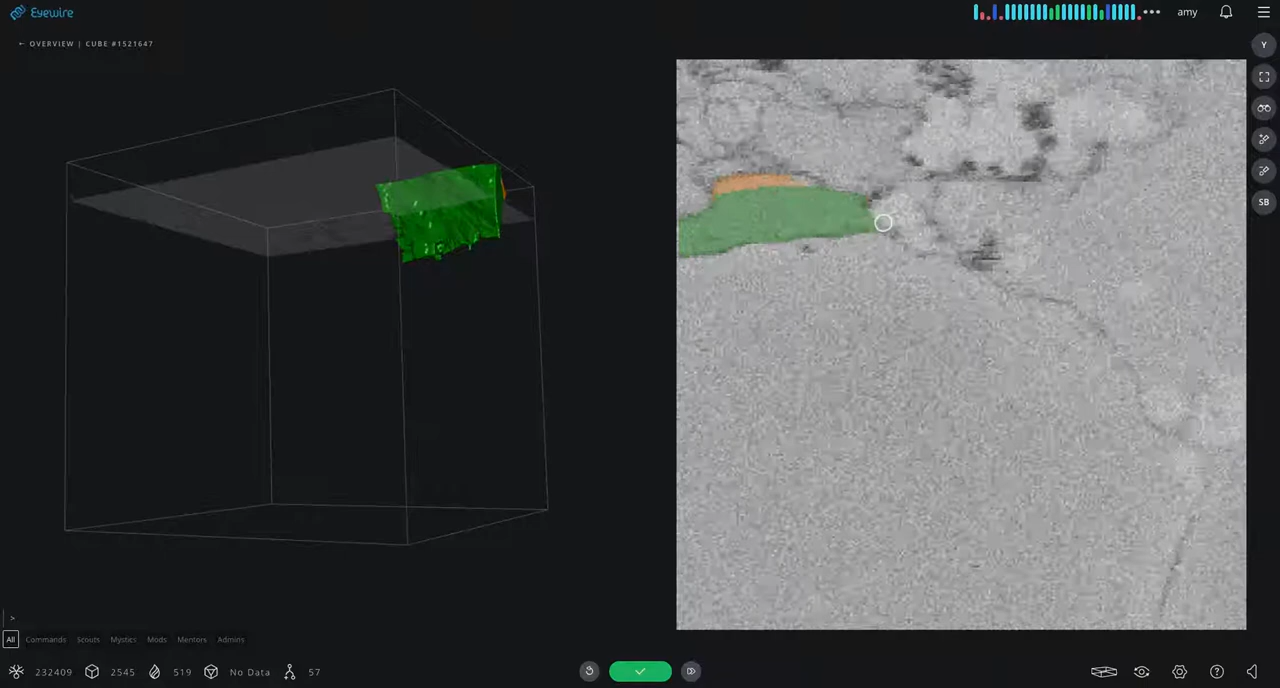 Eyewire
amy
← OVERVIEW | CUBE #1521647
Y
SB
>
All Commands Scouts Mystics Mods Mentors Admins
232409 2545 519 No Data 57